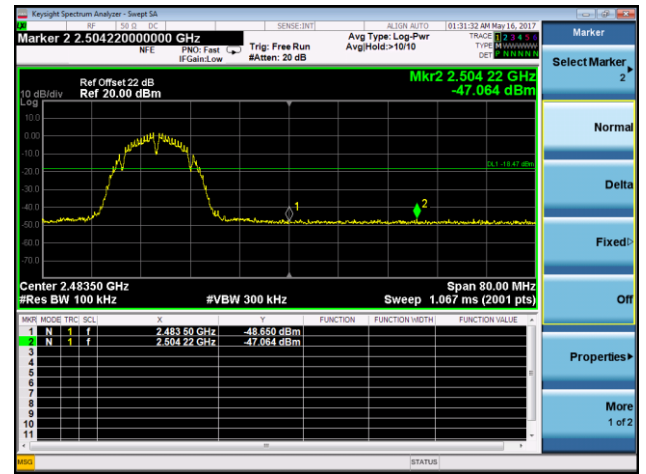 Keysight Spectrum Analyzer - Swept SA
RF 50 Ω DC SENSE:INT ALIGN AUTO 01:31:32 AM May 16, 2017
Marker 2 2.504220000000 GHz
NFE
PNO: Fast
IFGain:Low
Trig: Free Run
#Atten: 20 dB
Avg Type: Log-Pwr
Avg|Hold:>10/10
TRACE 1 2 3 4 5 6
TYPE M WWWWW
DET P N N N N N
Ref Offset 22 dB
10 dB/div Ref 20.00 dBm
Log
Mkr2 2.504 22 GHz
-47.064 dBm
10.0
0.00
-10.0
-20.0
-30.0
-40.0
-50.0
-60.0
-70.0
1
2
Center 2.48350 GHz Span 80.00 MHz
#Res BW 100 kHz #VBW 300 kHz Sweep 1.067 ms (2001 pts)
MKR MODE TRC SCL X Y FUNCTION FUNCTION WIDTH FUNCTION VALUE
1 N 1 f 2.483 50 GHz -48.650 dBm
2 N 1 f 2.504 22 GHz -47.064 dBm
3
4
5
6
7
8
9
10
11
MSG STATUS
Marker
Select Marker
2
Normal
Delta
Fixed
Off
Properties
More
1 of 2